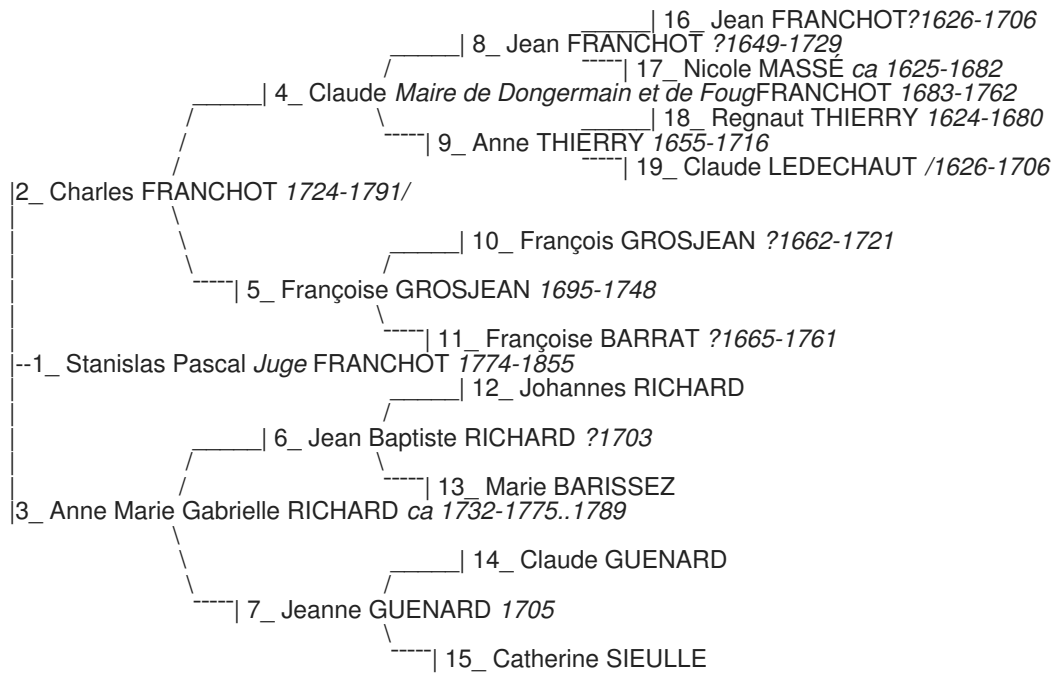 16_ Jean FRANCHOT?1626-1706
8_ Jean FRANCHOT ?1649-1729
17_ Nicole MASSÉ ca 1625-1682
4_ Claude Maire de Dongermain et de FougFRANCHOT 1683-1762
18_ Regnaut THIERRY 1624-1680
9_ Anne THIERRY 1655-1716
19_ Claude LEDECHAUT /1626-1706
2_ Charles FRANCHOT 1724-1791/
10_ François GROSJEAN ?1662-1721
5_ Françoise GROSJEAN 1695-1748
11_ Françoise BARRAT ?1665-1761
--1_ Stanislas Pascal Juge FRANCHOT 1774-1855
12_ Johannes RICHARD
6_ Jean Baptiste RICHARD ?1703
13_ Marie BARISSEZ
3_ Anne Marie Gabrielle RICHARD ca 1732-1775..1789
14_ Claude GUENARD
7_ Jeanne GUENARD 1705
15_ Catherine SIEULLE